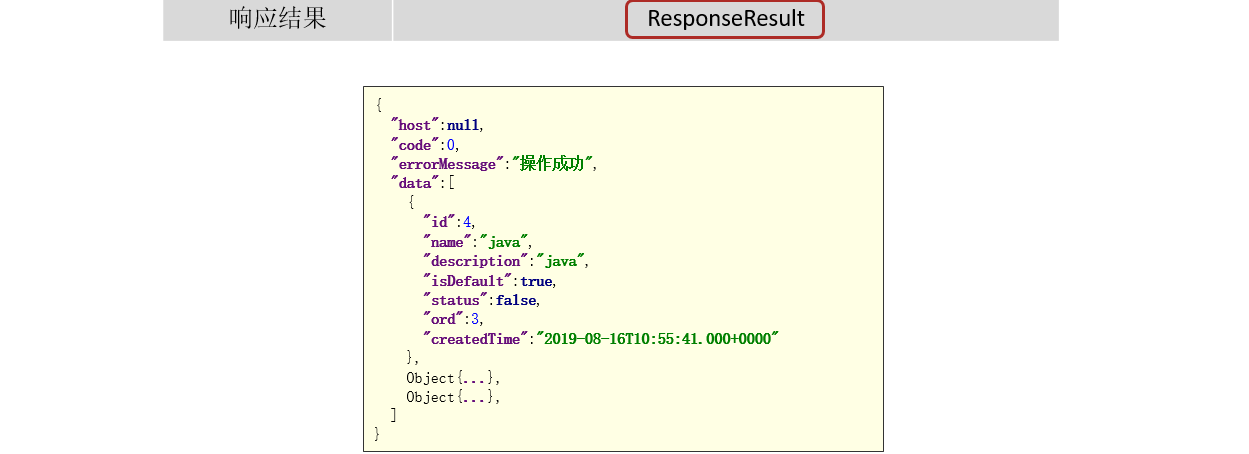 响应结果 ResponseResult
{
"host":null,
"code":0,
"errorMessage":"操作成功",
"data":[
{
"id":4,
"name":"java",
"description":"java",
"isDefault":true,
"status":false,
"ord":3,
"createdTime":"2019-08-16T10:55:41.000+0000"
},
Object{...},
Object{...},
]
}